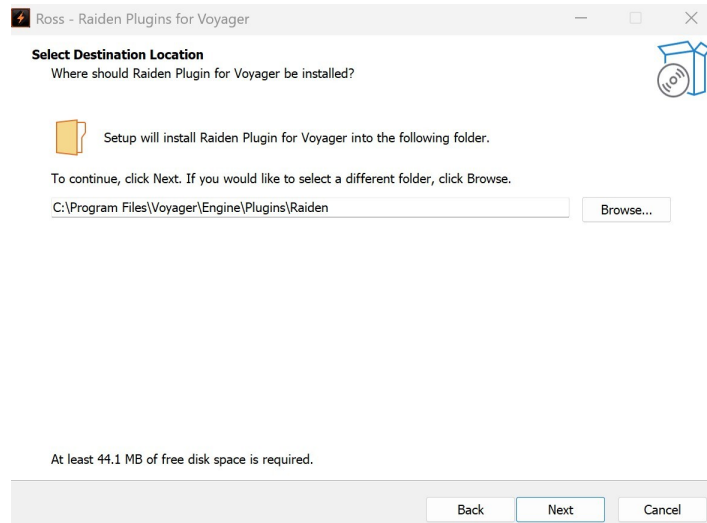 Ross - Raiden Plugins for Voyager
Select Destination Location
Where should Raiden Plugin for Voyager be installed?
Setup will install Raiden Plugin for Voyager into the following folder.
To continue, click Next. If you would like to select a different folder, click Browse.
C:\Program Files\Voyager\Engine\Plugins\Raiden
Browse...
At least 44.1 MB of free disk space is required.
Back
Next
Cancel